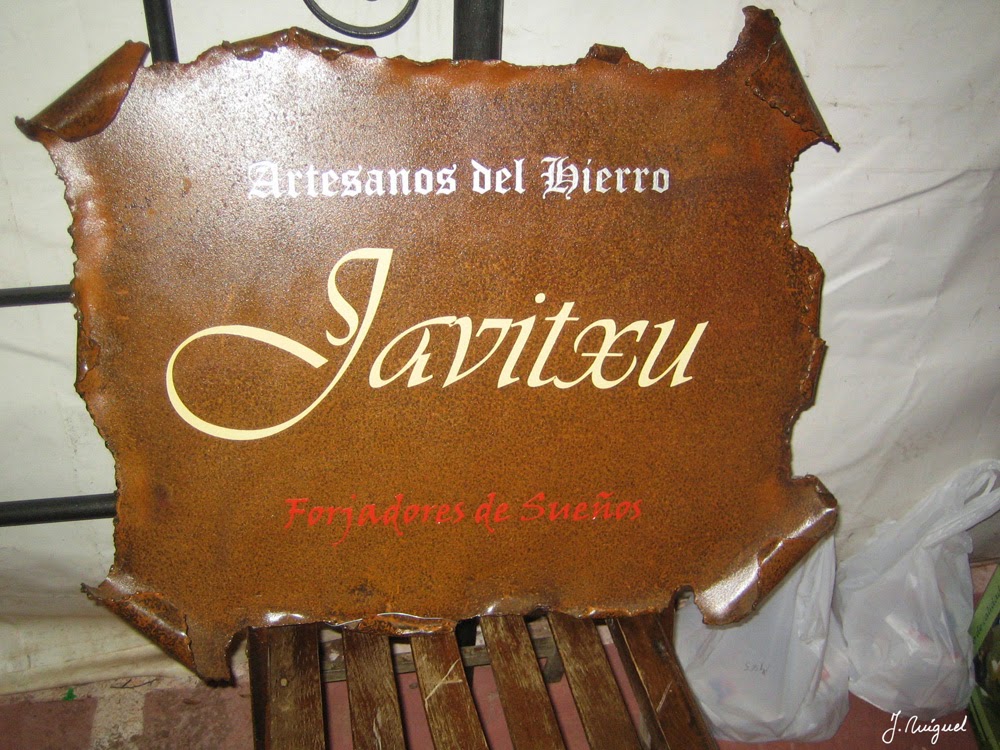 Artesanos del Hierro
Javitxu
Forjadores de Sueños
J. Miguel